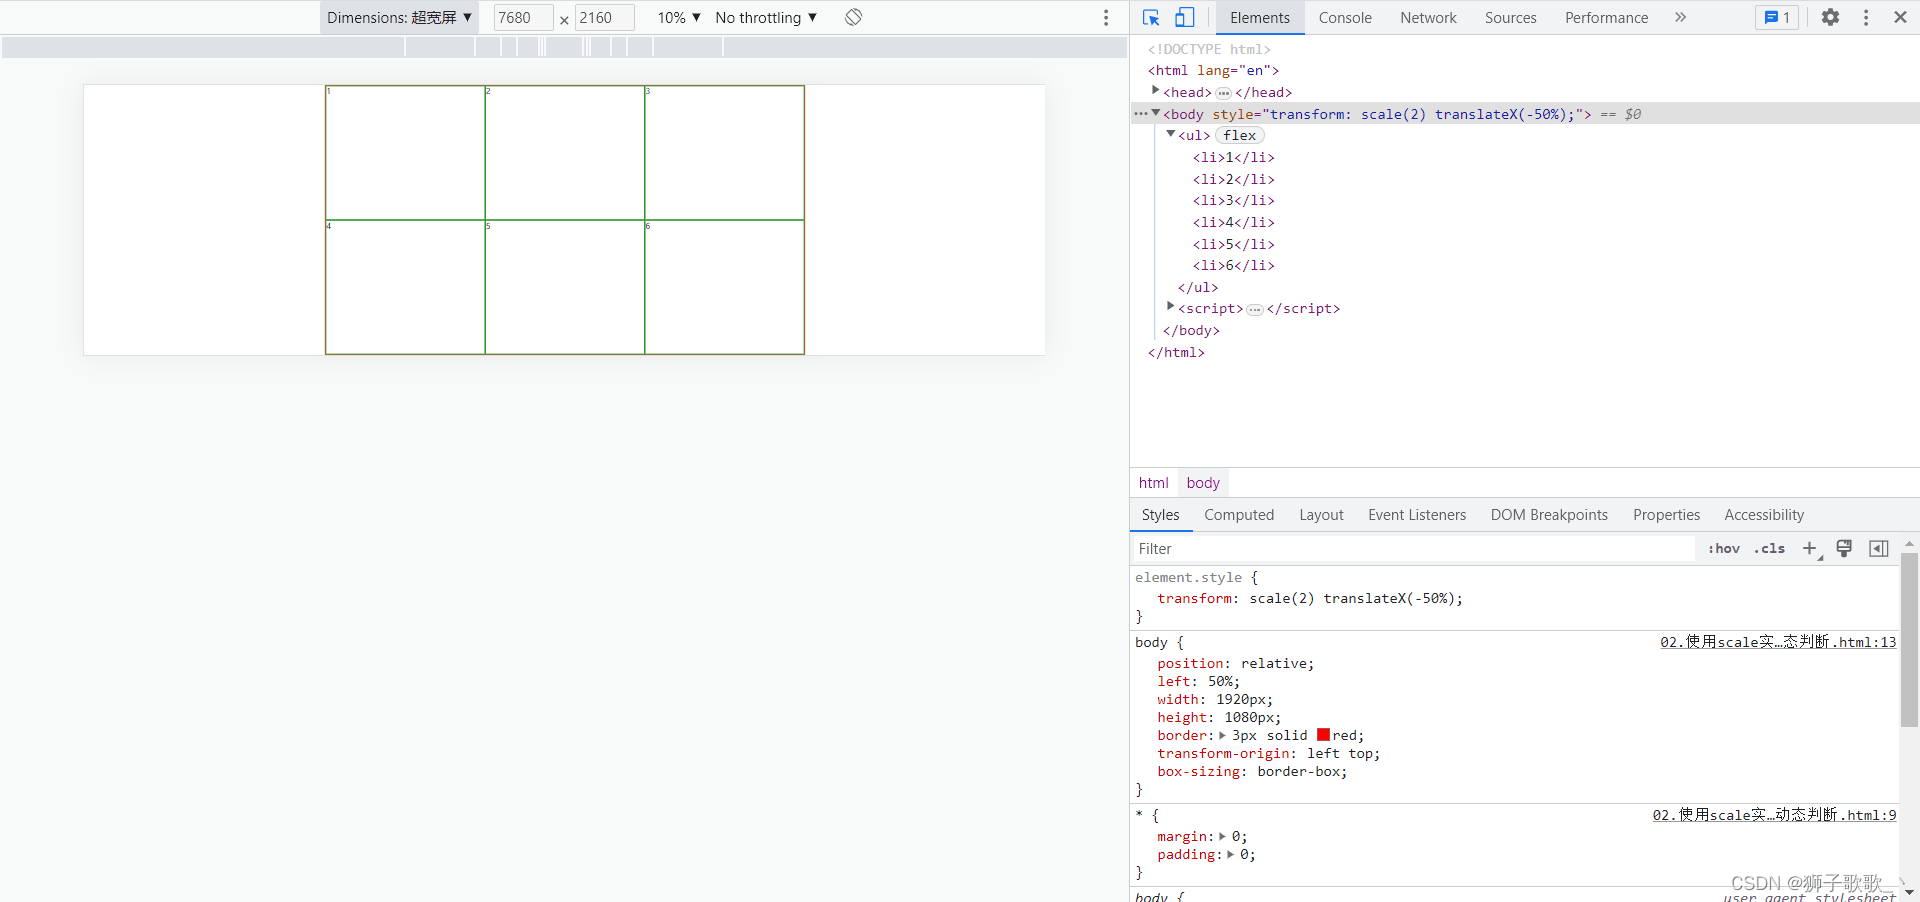 Dimensions: 超宽屏 ▼ 7680 × 2160 10% ▼ No throttling ▼
Elements Console Network Sources Performance » 1
1 2 3
4 5 6
<!DOCTYPE html>
<html lang="en">
<head> ••• </head>
••• <body style="transform: scale(2) translateX(-50%);"> == $0
<ul> flex
<li>1</li>
<li>2</li>
<li>3</li>
<li>4</li>
<li>5</li>
<li>6</li>
</ul>
<script> ••• </script>
</body>
</html>
html body
Styles Computed Layout Event Listeners DOM Breakpoints Properties Accessibility
Filter :hov .cls +
element.style {
transform: scale(2) translateX(-50%);
}
body { 02.使用scale实…态判断.html:13
position: relative;
left: 50%;
width: 1920px;
height: 1080px;
border: 3px solid red;
transform-origin: left top;
box-sizing: border-box;
}
* { 02.使用scale实…动态判断.html:9
margin: 0;
padding: 0;
}
CSDN @狮子歌歌、
body { user agent stylesheet